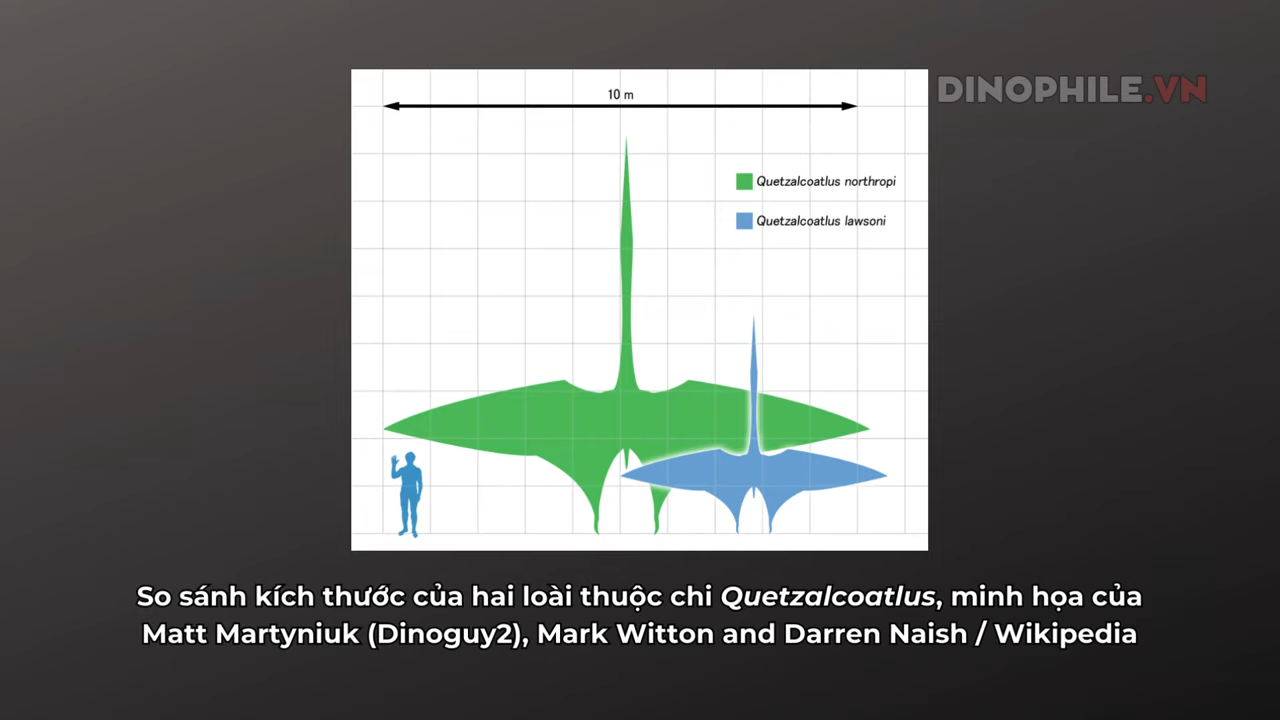 10 m
DINOPHILE.VN
Quetzalcoatlus northropi
Quetzalcoatlus lawsoni
So sánh kích thước của hai loài thuộc chi Quetzalcoatlus, minh họa của
Matt Martyniuk (Dinoguy2), Mark Witton and Darren Naish / Wikipedia